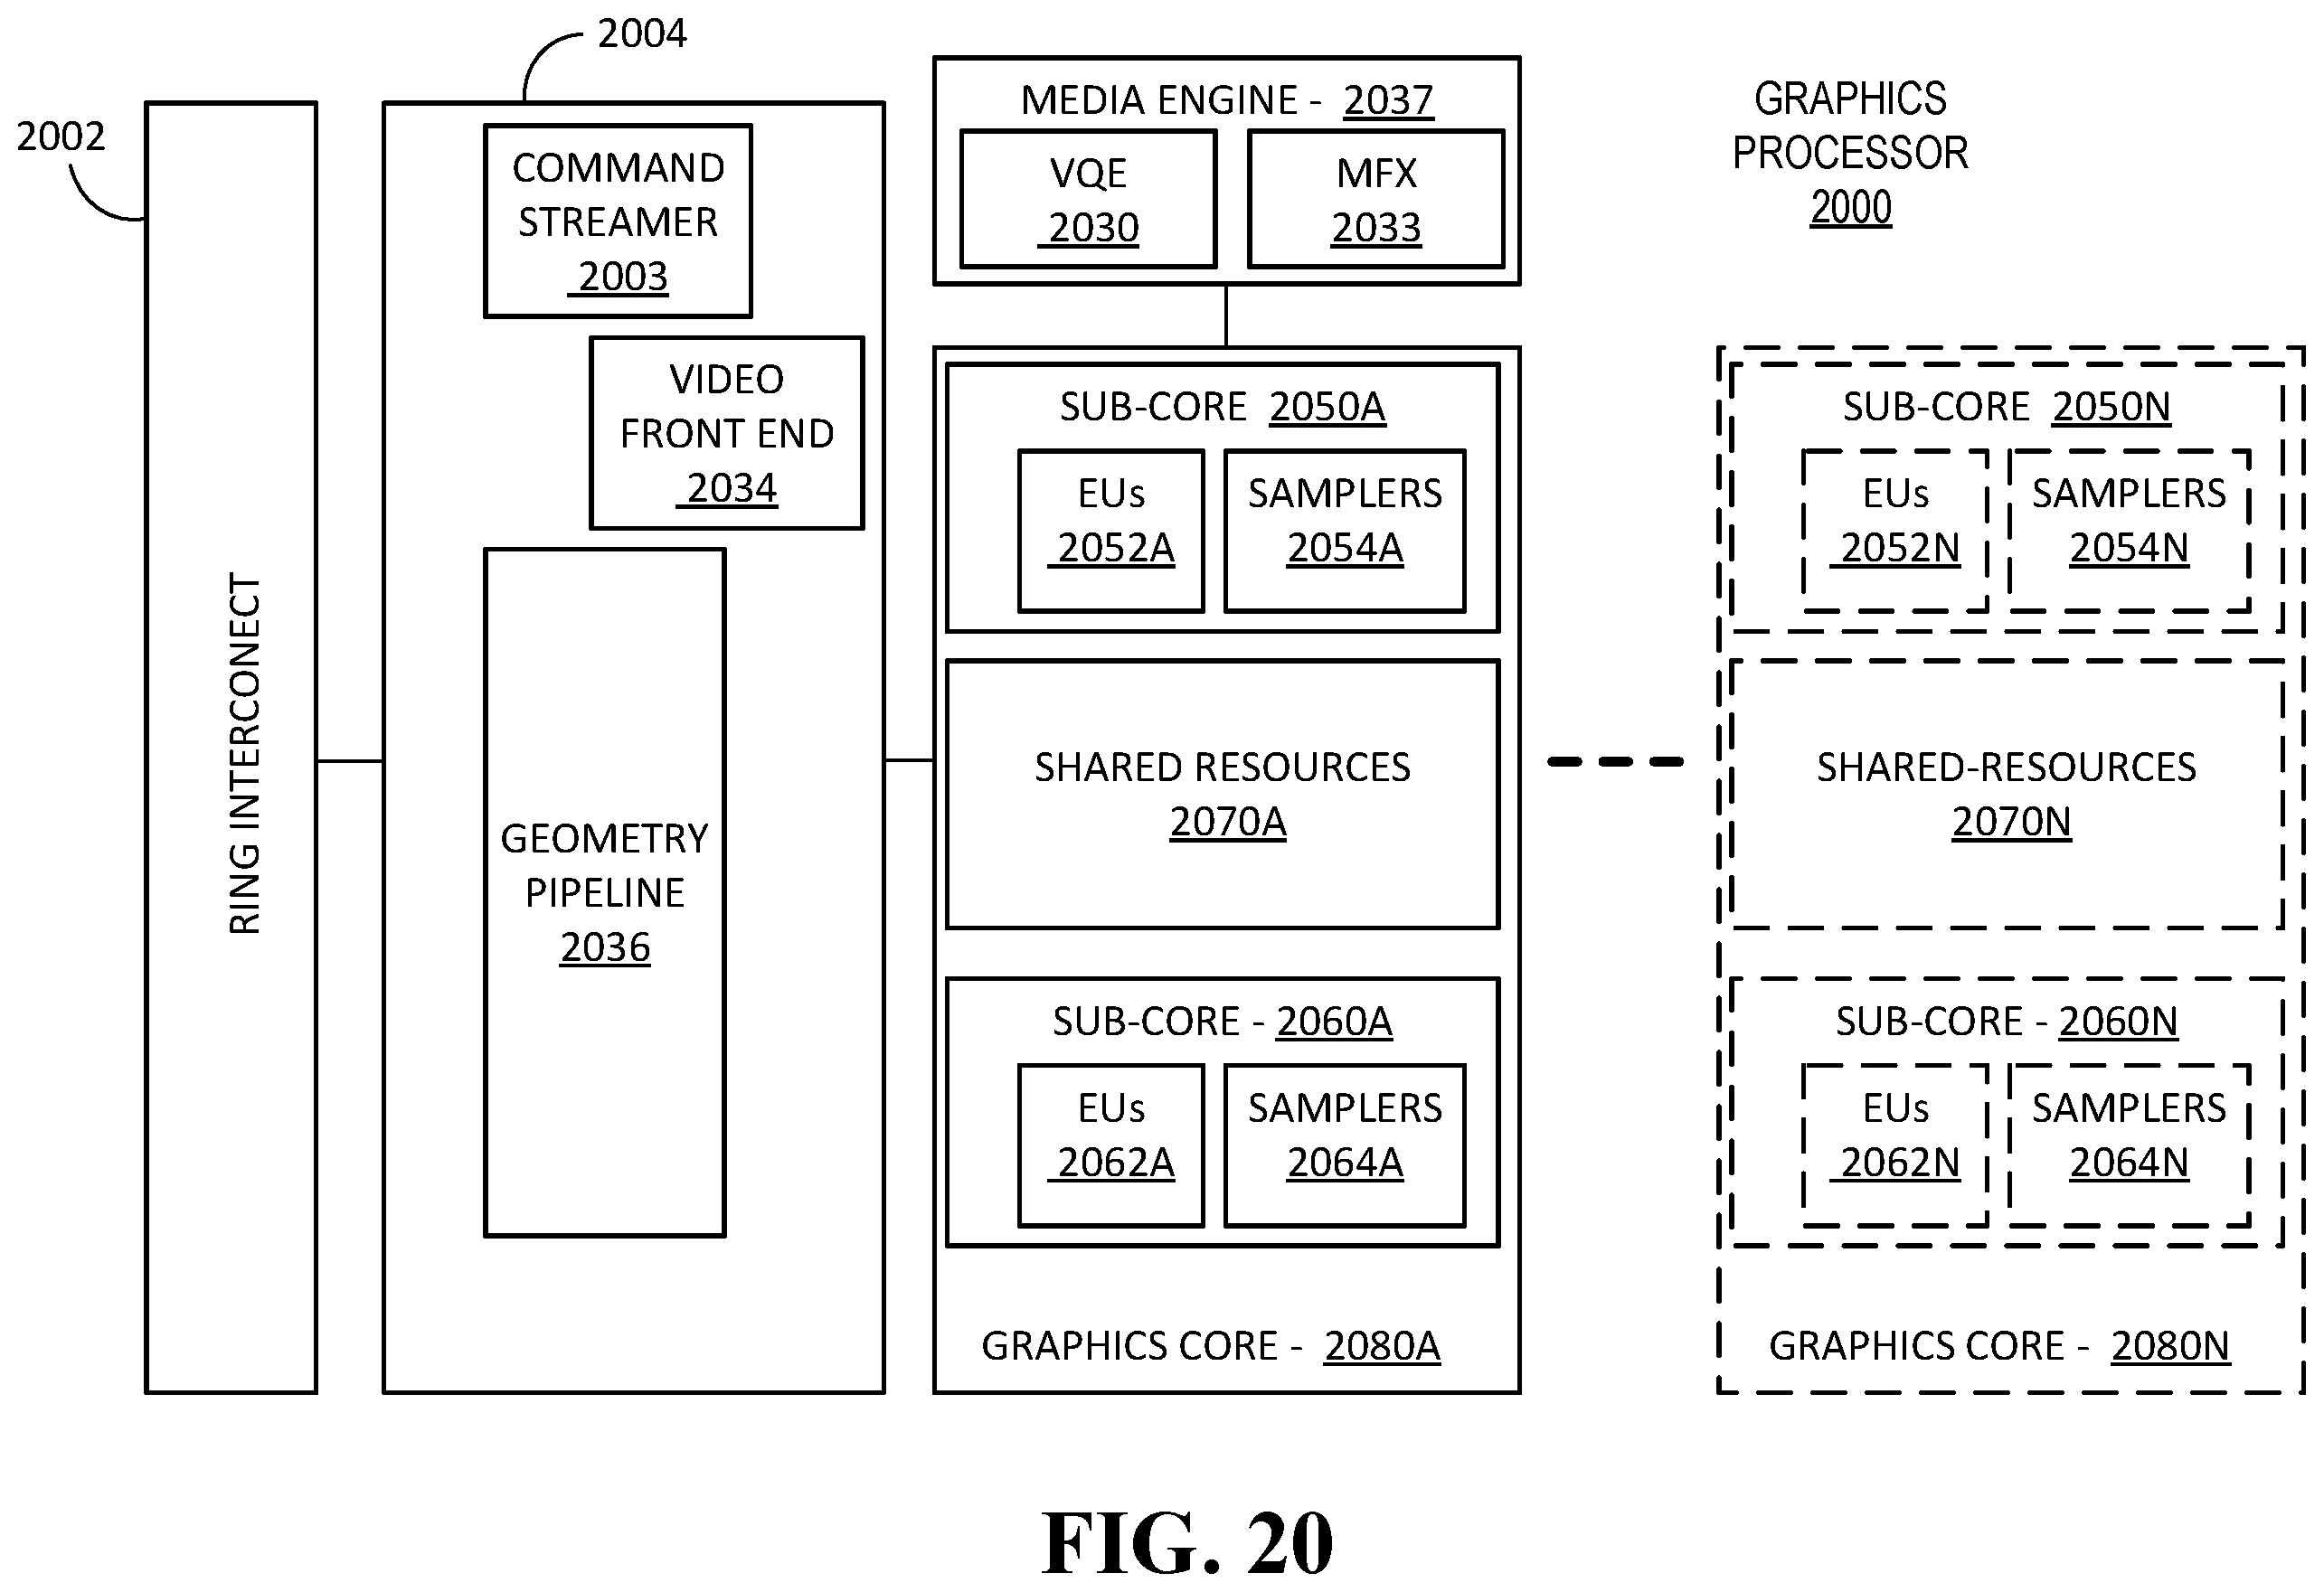 2002
RING INTERCONECT
2004
COMMAND
STREAMER
2003
VIDEO
FRONT END
2034
GEOMETRY
PIPELINE
2036
MEDIA ENGINE - 2037
VQE
2030
MFX
2033
SUB-CORE 2050A
EUs
2052A
SAMPLERS
2054A
SHARED RESOURCES
2070A
SUB-CORE - 2060A
EUs
2062A
SAMPLERS
2064A
GRAPHICS CORE - 2080A
GRAPHICS
PROCESSOR
2000
SUB-CORE 2050N
EUs
2052N
SAMPLERS
2054N
SHARED-RESOURCES
2070N
SUB-CORE - 2060N
EUs
2062N
SAMPLERS
2064N
GRAPHICS CORE - 2080N
FIG. 20